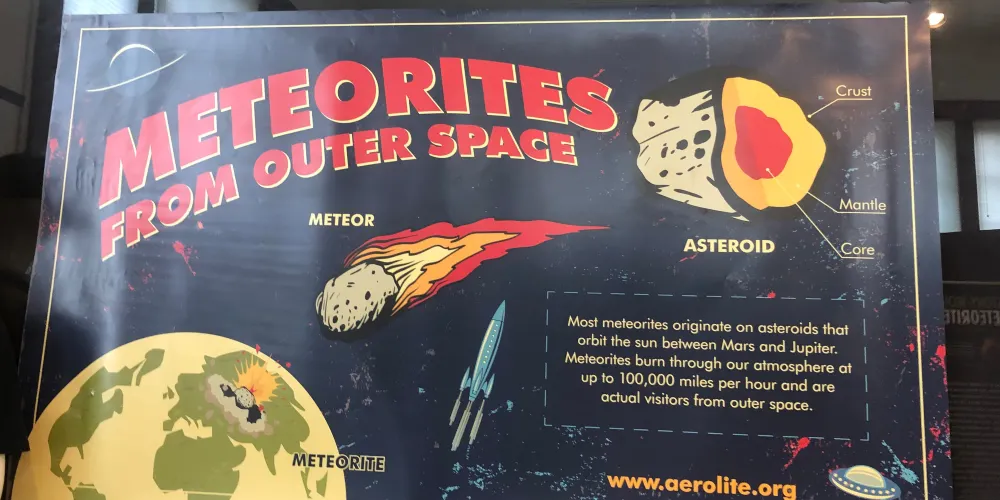 METEORITES
FROM OUTER SPACE
METEOR
Crust
Mantle
Core
ASTEROID
Most meteorites originate on asteroids that
orbit the sun between Mars and Jupiter.
Meteorites burn through our atmosphere at
up to 100,000 miles per hour and are
actual visitors from outer space.
METEORITE
www.aerolite.org